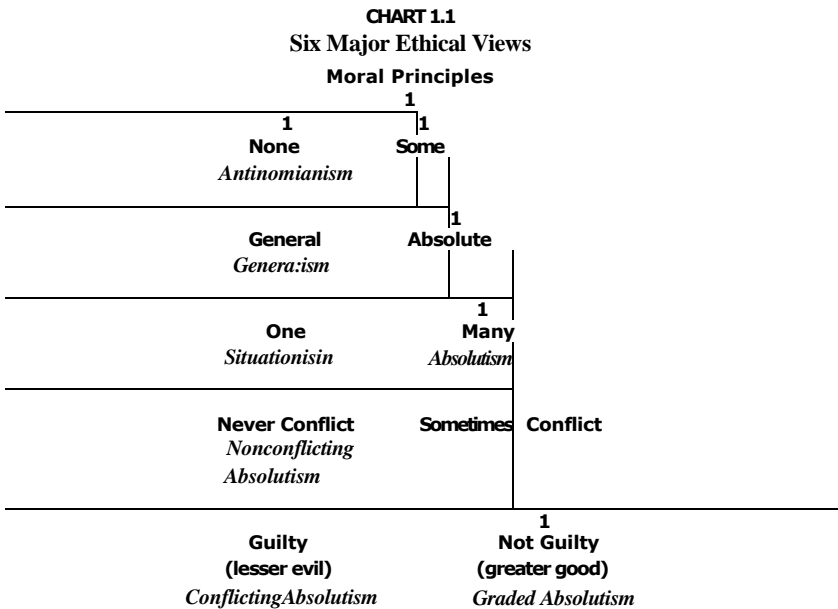 CHART 1.1
Six Major Ethical Views
Moral Principles
1
1 1
None Some
Antinomianism
1
General Absolute
Genera:ism
1
One Many
Situationisin Absolutism
Never Conflict Sometimes Conflict
Nonconflicting
Absolutism
1
Guilty Not Guilty
(lesser evil) (greater good)
ConflictingAbsolutism Graded Absolutism